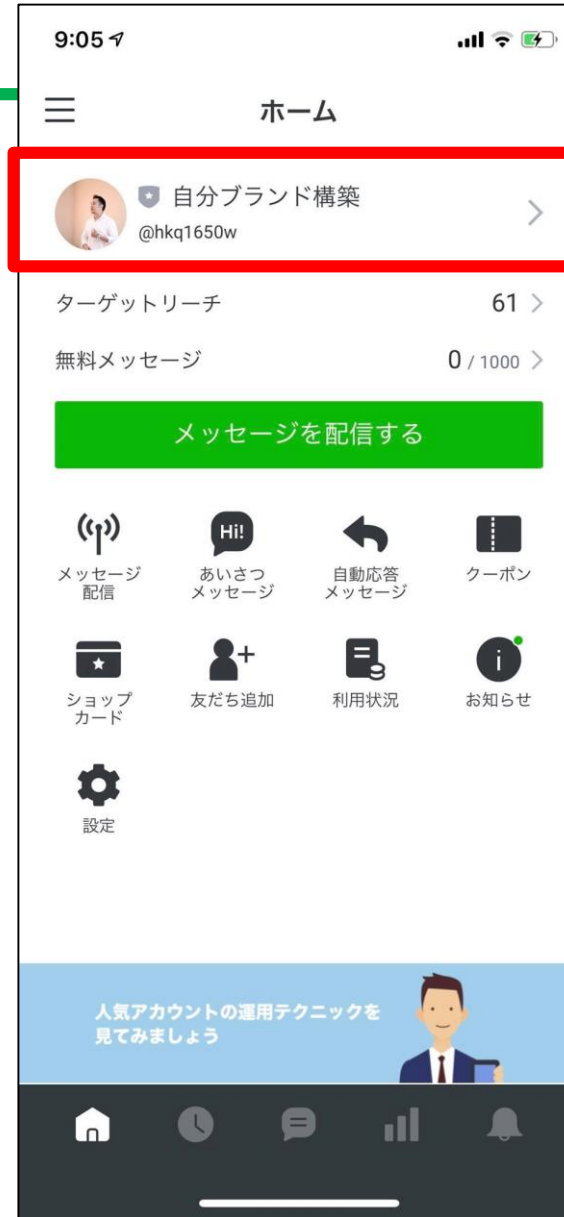 9:05
ホーム
自分ブランド構築
@hkq1650w
ターゲットリーチ 61
無料メッセージ 0 / 1000
メッセージを配信する
Hi!
メッセージ
配信
あいさつ
メッセージ
自動応答
メッセージ
クーポン
ショップ
カード
友だち追加
利用状況
お知らせ
設定
人気アカウントの運用テクニックを
見てみましょう